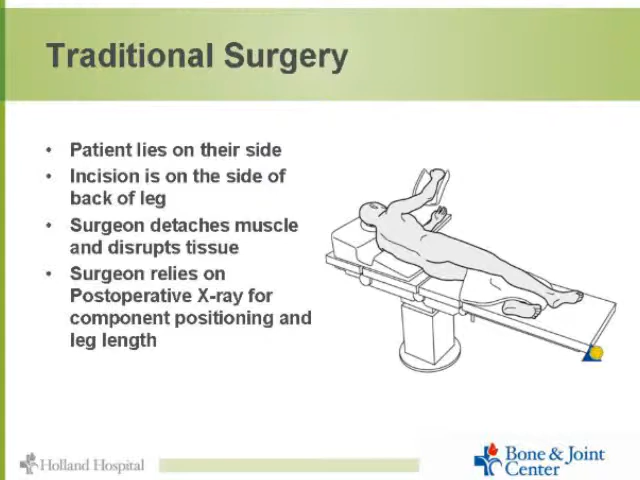 Traditional Surgery
• Patient lies on their side
• Incision is on the side of
back of leg
• Surgeon detaches muscle
and disrupts tissue
• Surgeon relies on
Postoperative X-ray for
component positioning and
leg length
Holland Hospital
Bone & Joint
Center